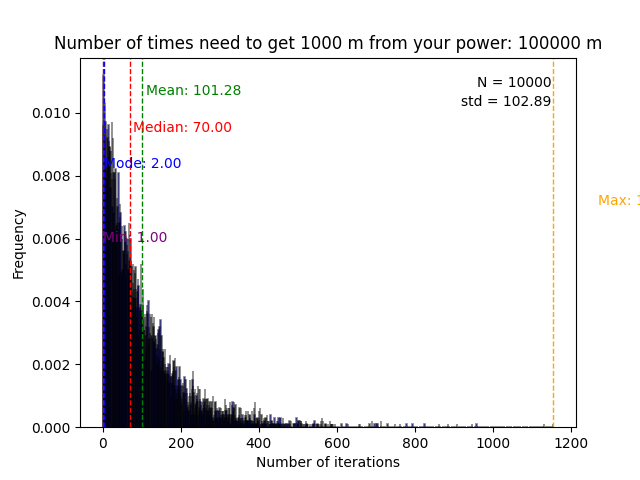 Number of times need to get 1000 m from your power: 100000 m
N = 10000
std = 102.89
Mean: 101.28
Median: 70.00
Mode: 2.00
Min: 1.00
Max: 1
Frequency
0.010
0.008
0.006
0.004
0.002
0.000
0 200 400 600 800 1000 1200
Number of iterations